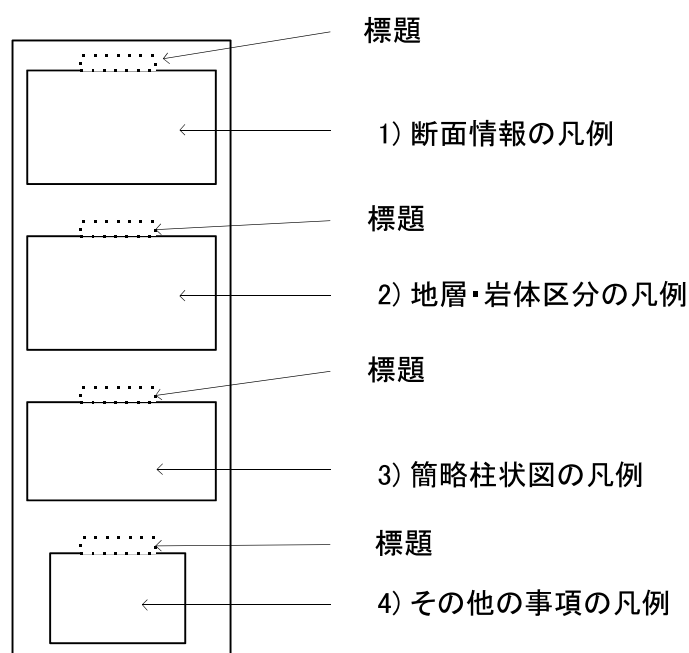 標題
1) 断面情報の凡例
標題
2) 地層・岩体区分の凡例
標題
3) 簡略柱状図の凡例
標題
4) その他の事項の凡例